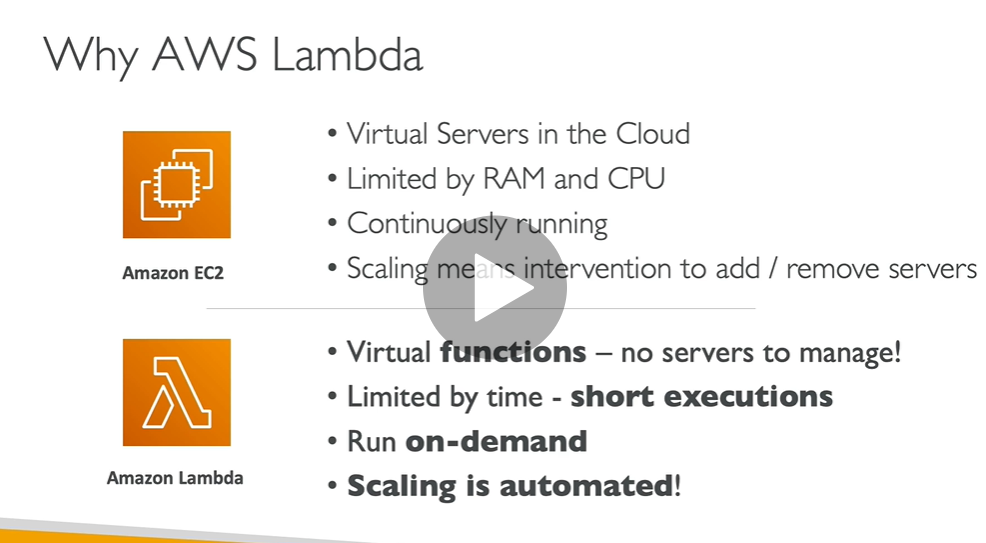 Why AWS Lambda
• Virtual Servers in the Cloud
• Limited by RAM and CPU
• Continuously running
• Scaling means intervention to add / remove servers
Amazon EC2
• Virtual functions – no servers to manage!
• Limited by time - short executions
• Run on-demand
• Scaling is automated!
Amazon Lambda